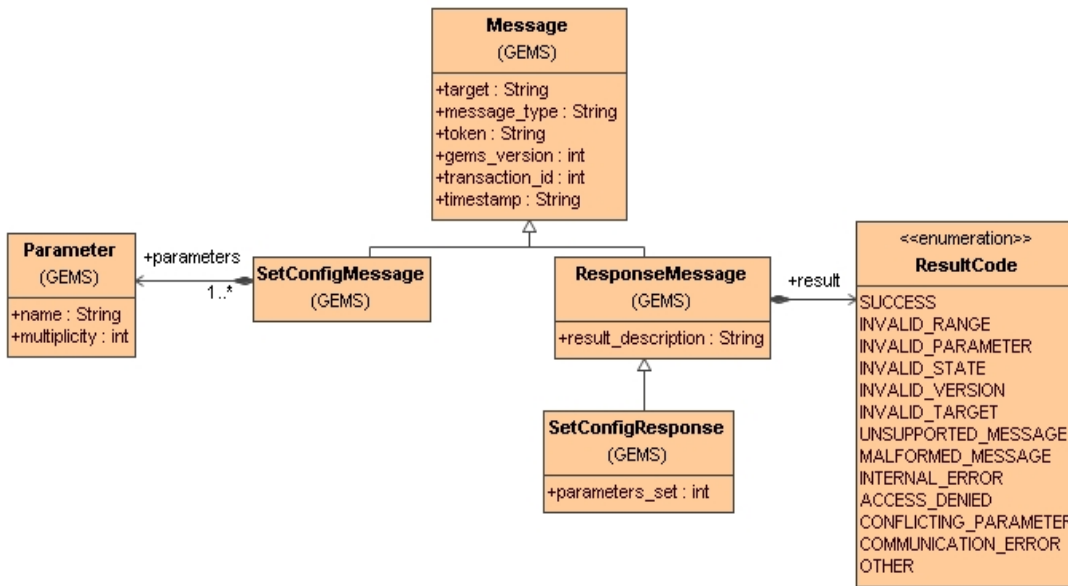 Message
(GEMS)
+target : String
+message_type : String
+token : String
+gems_version : int
+transaction_id : int
+timestamp : String
Parameter
(GEMS)
+name : String
+multiplicity : int
+parameters
1..*
SetConfigMessage
(GEMS)
ResponseMessage
(GEMS)
+result_description : String
+result
SetConfigResponse
(GEMS)
+parameters_set : int
<<enumeration>>
ResultCode
SUCCESS
INVALID_RANGE
INVALID_PARAMETER
INVALID_STATE
INVALID_VERSION
INVALID_TARGET
UNSUPPORTED_MESSAGE
MALFORMED_MESSAGE
INTERNAL_ERROR
ACCESS_DENIED
CONFLICTING_PARAMETER
COMMUNICATION_ERROR
OTHER